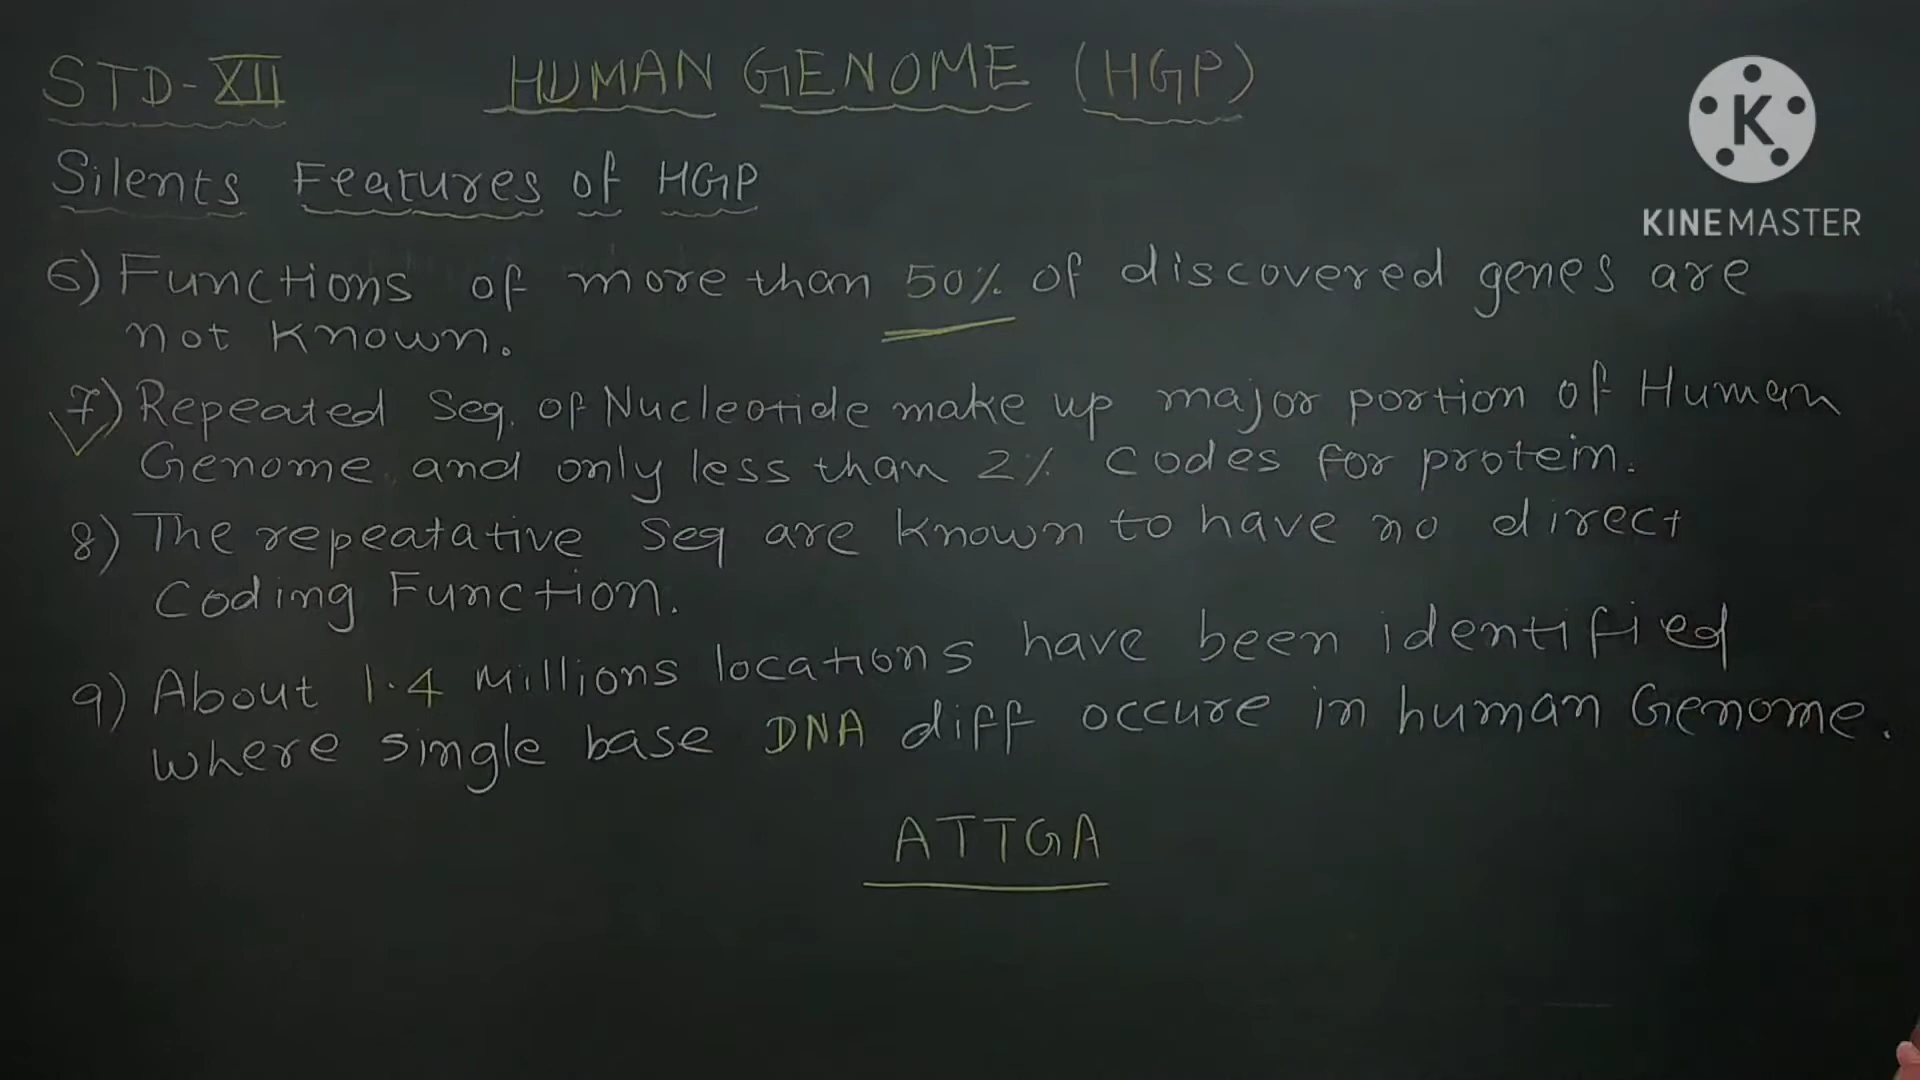 STD-XII HUMAN GENOME (HGP)
KINEMASTER
Silents Features of HGP
6) Functions of more than 50% of discovered genes are
not known.
7) Repeated Seq. of Nucleotide make up major portion of Human
Genome and only less than 2% codes for protein.
8) The repeatative Seq are known to have no direct
Coding Function.
9) About 1.4 Millions locations have been identified
where single base DNA diff occure in human Genome.
ATTGA